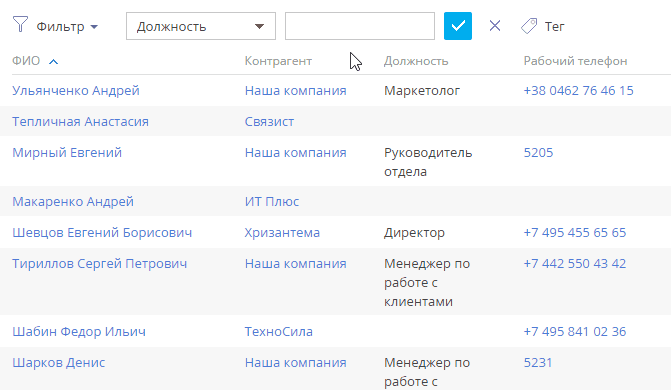 Фильтр Должность Тег
ФИО Контрагент Должность Рабочий телефон
Ульянченко Андрей Наша компания Маркетолог +38 0462 76 46 15
Тепличная Анастасия Связист
Мирный Евгений Наша компания Руководитель 5205
отдела
Макаренко Андрей ИТ Плюс
Шевцов Евгений Борисович Хризантема Директор +7 495 455 65 65
Тириллов Сергей Петрович Наша компания Менеджер по +7 442 550 43 42
работе с
клиентами
Шабин Федор Ильич ТехноСила +7 495 841 02 36
Шарков Денис Наша компания Менеджер по 5231
работе с